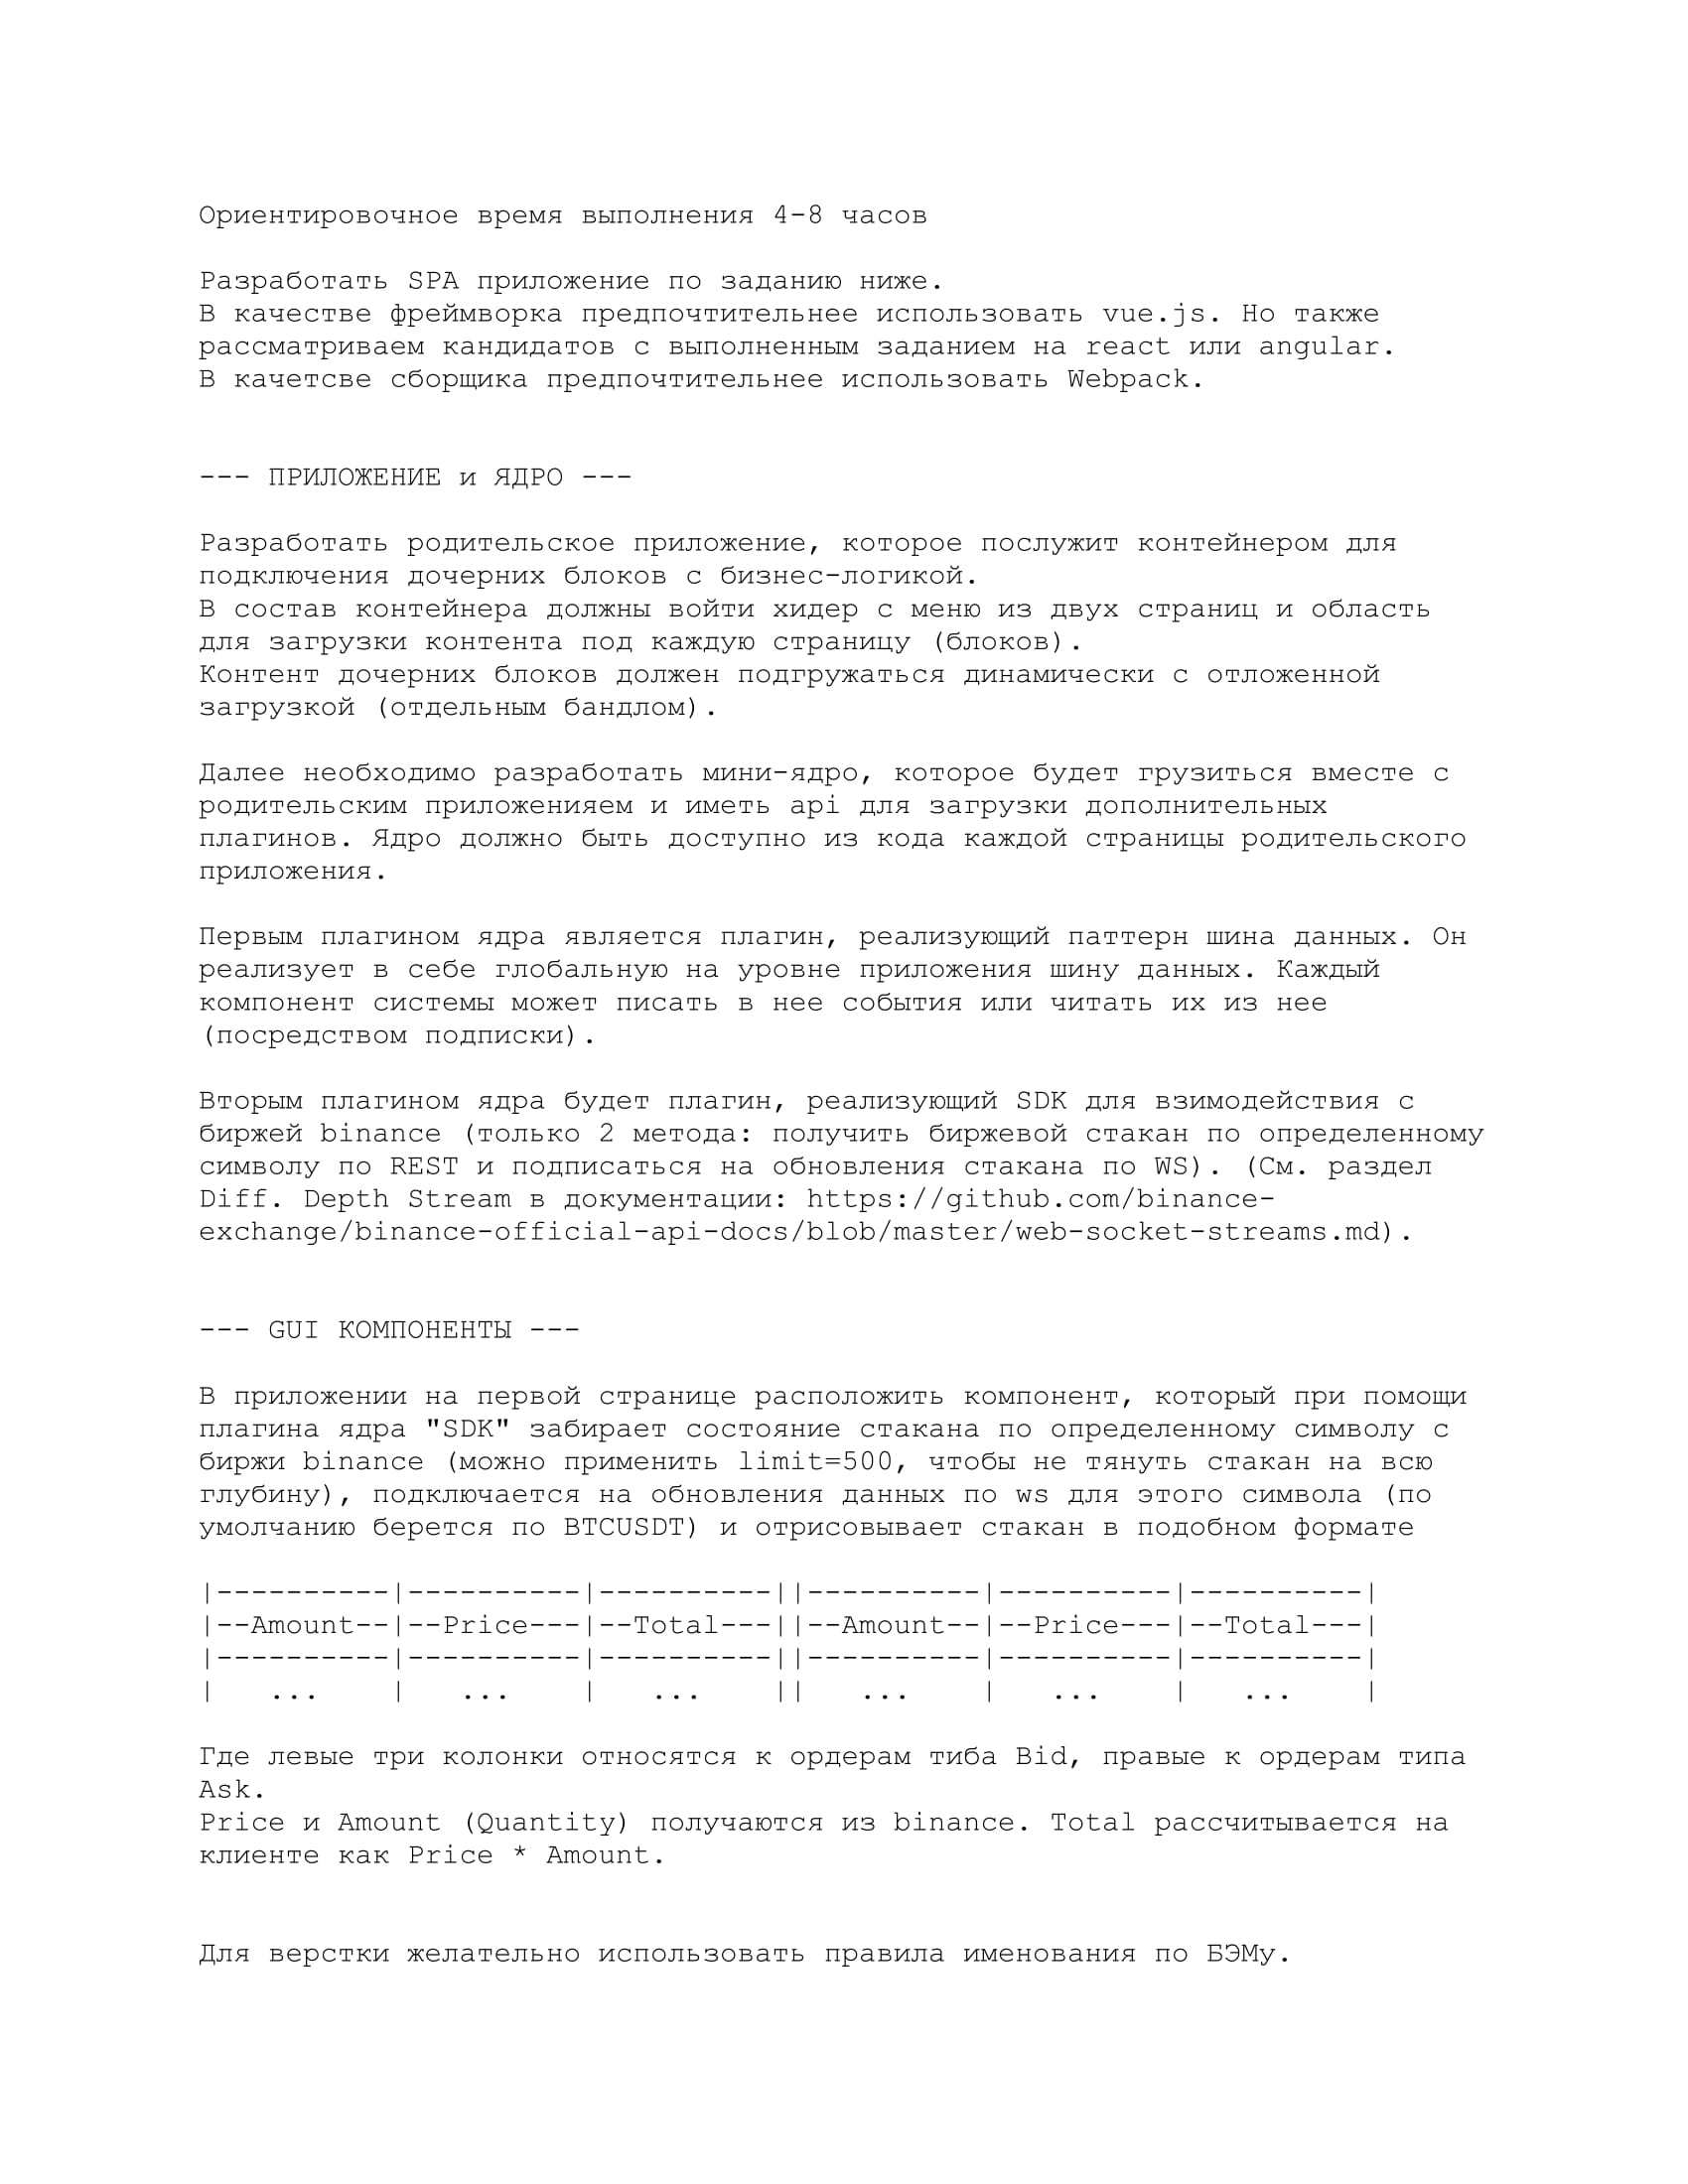 Ориентировочное время выполнения 4-8 часов
Разработать SPA приложение по заданию ниже.
В качестве фреймворка предпочтительнее использовать vue.js. Но также
рассматриваем кандидатов с выполненным заданием на react или angular.
В качетсве сборщика предпочтительнее использовать Webpack.
--- ПРИЛОЖЕНИЕ и ЯДРО ---
Разработать родительское приложение, которое послужит контейнером для
подключения дочерних блоков с бизнес-логикой.
В состав контейнера должны войти хидер с меню из двух страниц и область
для загрузки контента под каждую страницу (блоков).
Контент дочерних блоков должен подгружаться динамически с отложенной
загрузкой (отдельным бандлом).
Далее необходимо разработать мини-ядро, которое будет грузиться вместе с
родительским приложенияем и иметь api для загрузки дополнительных
плагинов. Ядро должно быть доступно из кода каждой страницы родительского
приложения.
Первым плагином ядра является плагин, реализующий паттерн шина данных. Он
реализует в себе глобальную на уровне приложения шину данных. Каждый
компонент системы может писать в нее события или читать их из нее
(посредством подписки).
Вторым плагином ядра будет плагин, реализующий SDK для взимодействия с
биржей binance (только 2 метода: получить биржевой стакан по определенному
символу по REST и подписаться на обновления стакана по WS). (См. раздел
Diff. Depth Stream в документации: https://github.com/binance-
exchange/binance-official-api-docs/blob/master/web-socket-streams.md).
--- GUI КОМПОНЕНТЫ ---
В приложении на первой странице расположить компонент, который при помощи
плагина ядра "SDK" забирает состояние стакана по определенному символу с
биржи binance (можно применить limit=500, чтобы не тянуть стакан на всю
глубину), подключается на обновления данных по ws для этого символа (по
умолчанию берется по BTCUSDT) и отрисовывает стакан в подобном формате
|----------|----------|----------||----------|----------|----------|
|--Amount--|--Price---|--Total---||--Amount--|--Price---|--Total---|
|----------|----------|----------||----------|----------|----------|
|   ...    |   ...    |   ...    ||   ...    |   ...    |   ...    |
Где левые три колонки относятся к ордерам тиба Bid, правые к ордерам типа
Ask.
Price и Amount (Quantity) получаются из binance. Total рассчитывается на
клиенте как Price * Amount.
Для верстки желательно использовать правила именования по БЭМу.